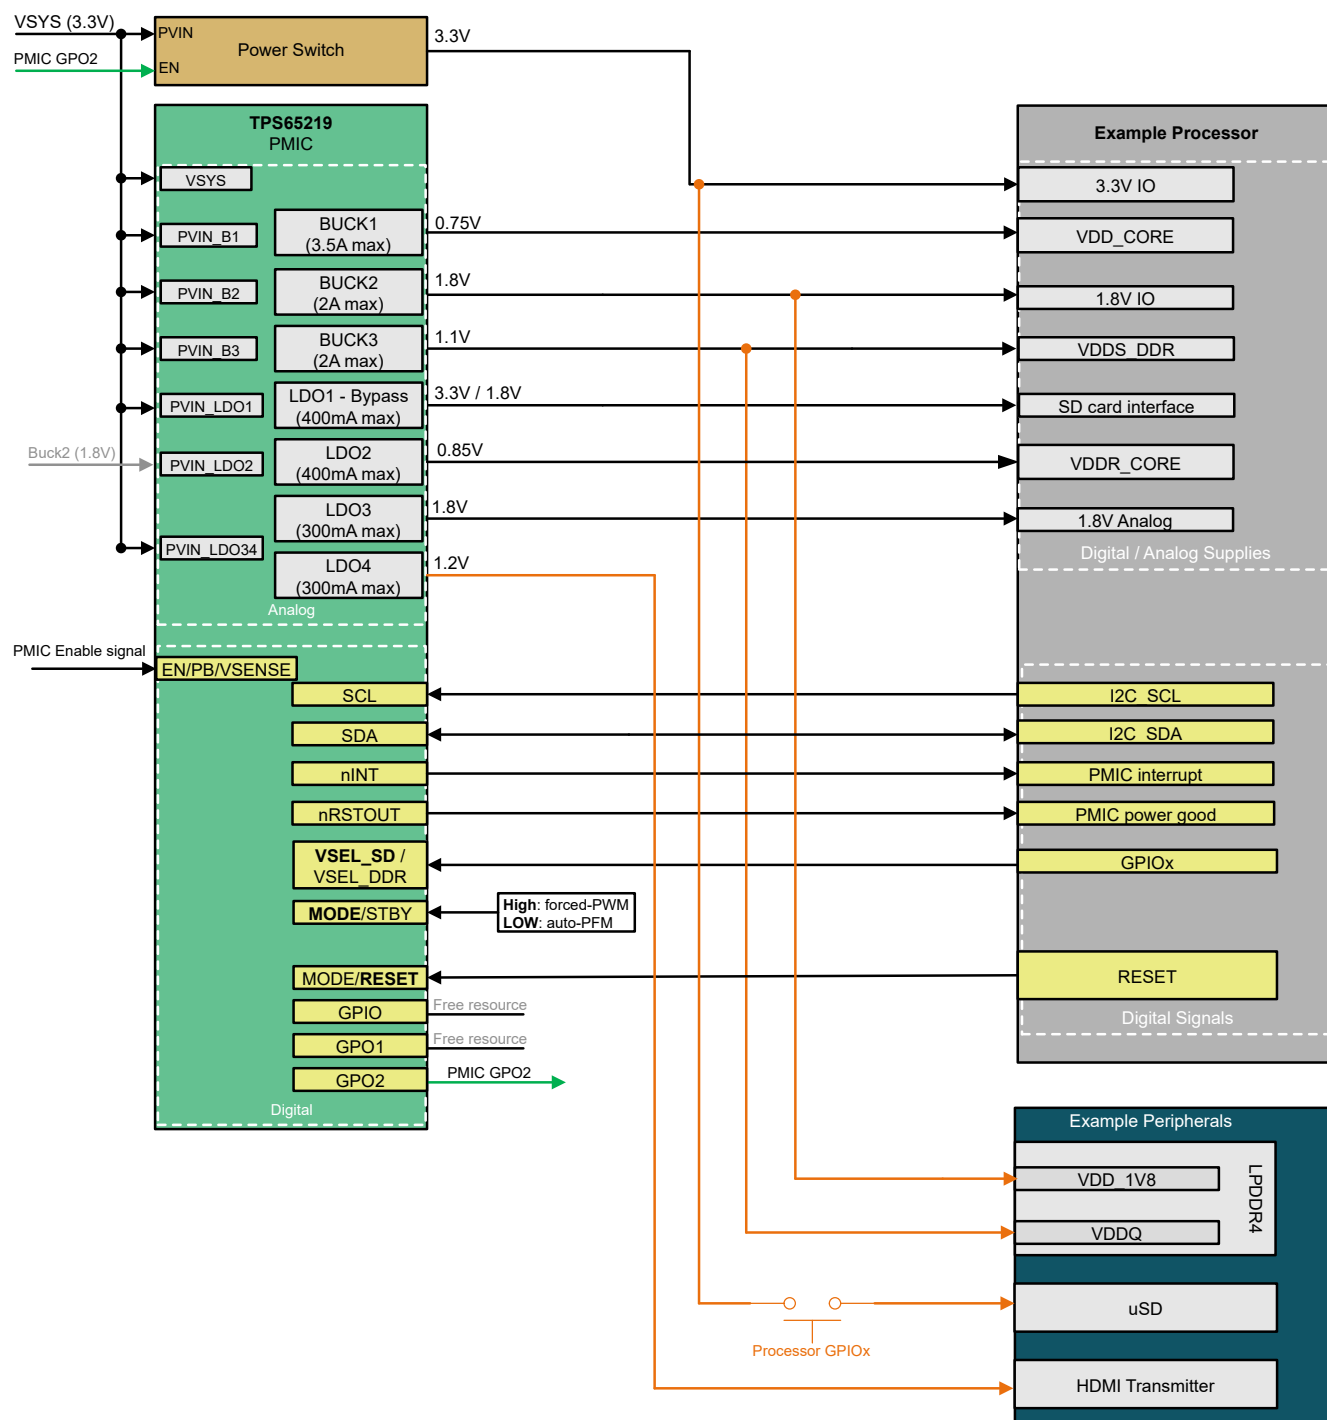 VSYS (3.3V)
PMIC GPO2
PVIN
EN
Power Switch
3.3V
TPS65219
PMIC
VSYS
PVIN_B1
PVIN_B2
PVIN_B3
PVIN_LDO1
Buck2 (1.8V)
PVIN_LDO2
PVIN_LDO34
BUCK1
(3.5A max)
0.75V
BUCK2
(2A max)
1.8V
BUCK3
(2A max)
1.1V
LDO1 - Bypass
(400mA max)
3.3V / 1.8V
LDO2
(400mA max)
0.85V
LDO3
(300mA max)
1.8V
LDO4
(300mA max)
1.2V
Analog
PMIC Enable signal
EN/PB/VSENSE
SCL
SDA
nINT
nRSTOUT
VSEL_SD /
VSEL_DDR
MODE/STBY
High: forced-PWM
LOW: auto-PFM
MODE/RESET
GPIO
Free resource
GPO1
Free resource
GPO2
PMIC GPO2
Digital
Example Processor
3.3V IO
VDD_CORE
1.8V IO
VDDS_DDR
SD card interface
VDDR_CORE
1.8V Analog
Digital / Analog Supplies
I2C_SCL
I2C_SDA
PMIC interrupt
PMIC power good
GPIOx
RESET
Digital Signals
Example Peripherals
VDD_1V8
VDDQ
LPDDR4
uSD
Processor GPIOx
HDMI Transmitter